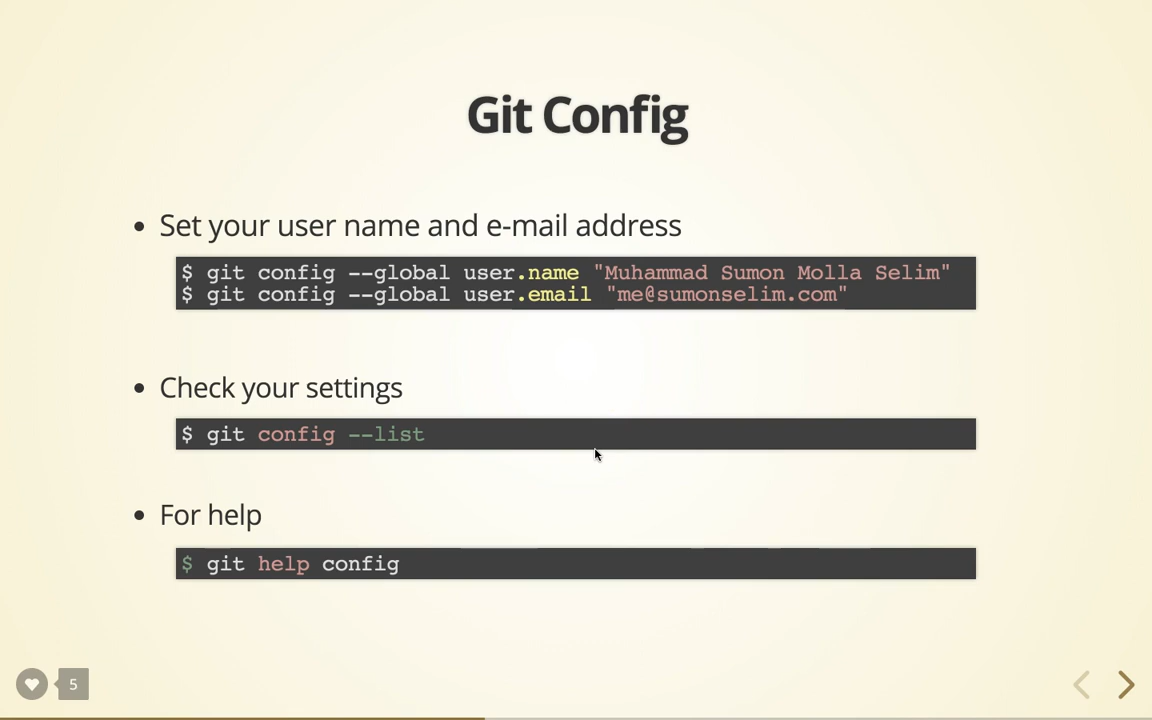 Git Config
Set your user name and e-mail address
$ git config --global user.name "Muhammad Sumon Molla Selim"
$ git config --global user.email "me@sumonselim.com"
Check your settings
$ git config --list
For help
$ git help config
5